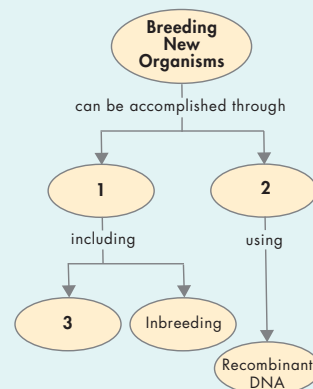 Breeding
New
Organisms
can be accomplished through
1
2
including
using
3
Inbreeding
Recombinant
DNA